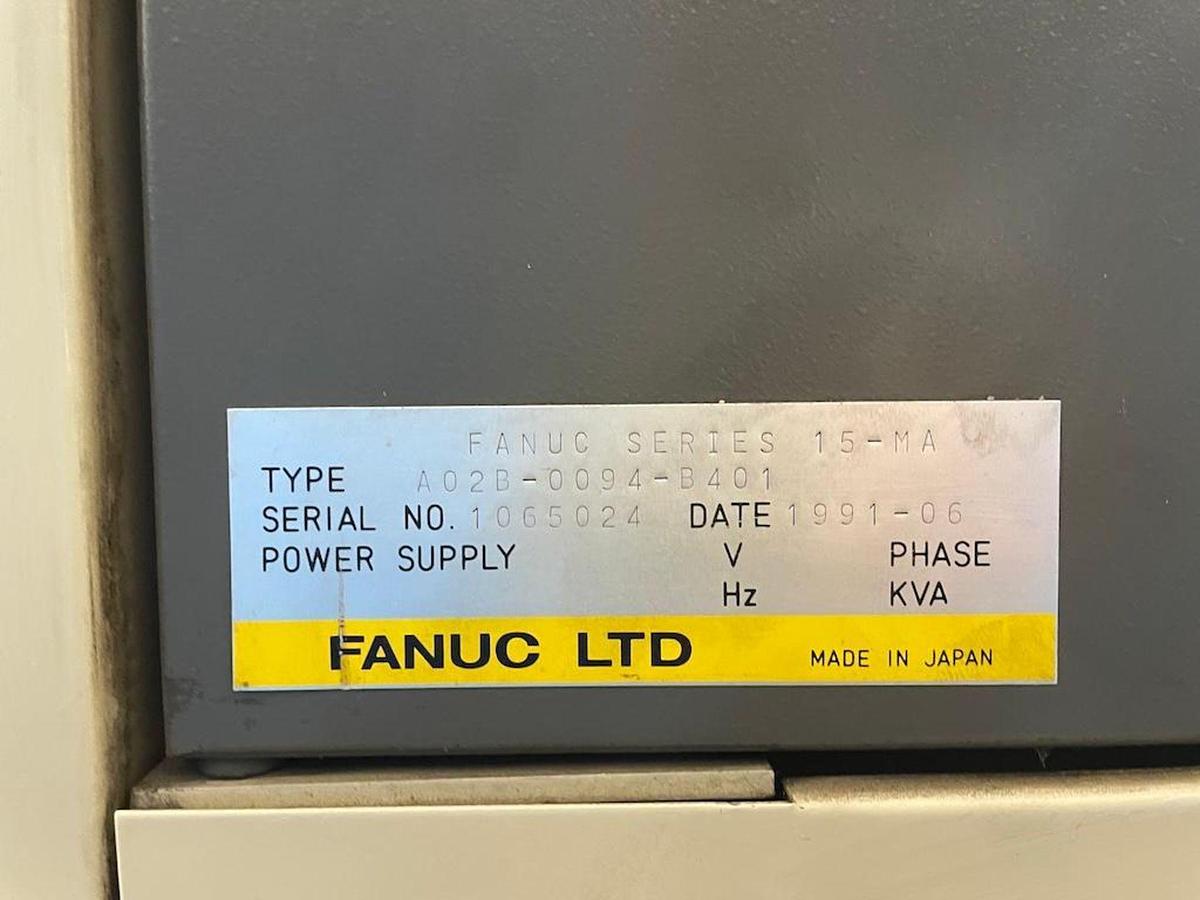 FANUC SERIES 15-MA
TYPE A02B-0094-B401
SERIAL NO. 1065024 DATE 1991-06
POWER SUPPLY V PHASE
Hz KVA
FANUC LTD MADE IN JAPAN